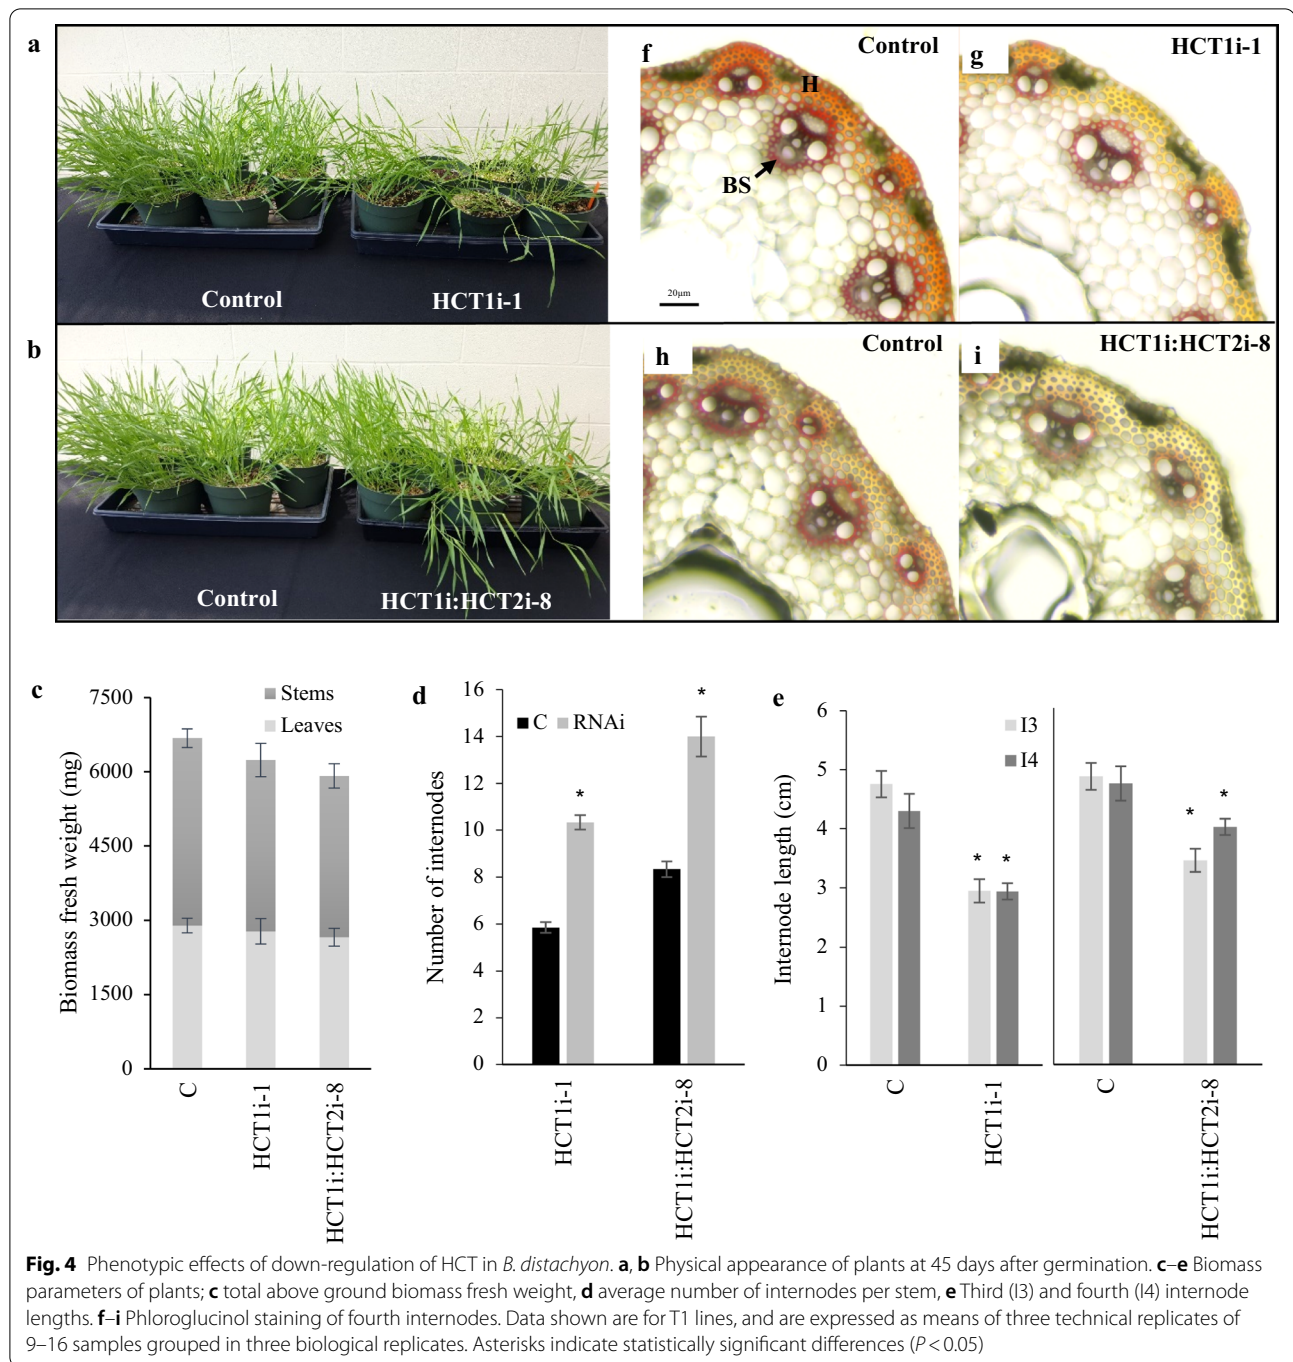 a
Control
HCT1i-1
b
Control
HCT1i:HCT2i-8
f
Control
H
BS
20µm
g
HCT1i-1
h
Control
i
HCT1i:HCT2i-8
c
Biomass fresh weight (mg)
7500
6000
4500
3000
1500
0
Stems
Leaves
C
HCT1i-1
HCT1i:HCT2i-8
d
Number of internodes
16
14
12
10
8
6
4
2
0
C
RNAi
*
*
HCT1i-1
HCT1i:HCT2i-8
e
Internode length (cm)
6
5
4
3
2
1
0
I3
I4
* *
* *
C
HCT1i-1
C
HCT1i:HCT2i-8
Fig. 4 Phenotypic effects of down-regulation of HCT in B. distachyon. a, b Physical appearance of plants at 45 days after germination. c–e Biomass
parameters of plants; c total above ground biomass fresh weight, d average number of internodes per stem, e Third (I3) and fourth (I4) internode
lengths. f–i Phloroglucinol staining of fourth internodes. Data shown are for T1 lines, and are expressed as means of three technical replicates of
9–16 samples grouped in three biological replicates. Asterisks indicate statistically significant differences (P < 0.05)